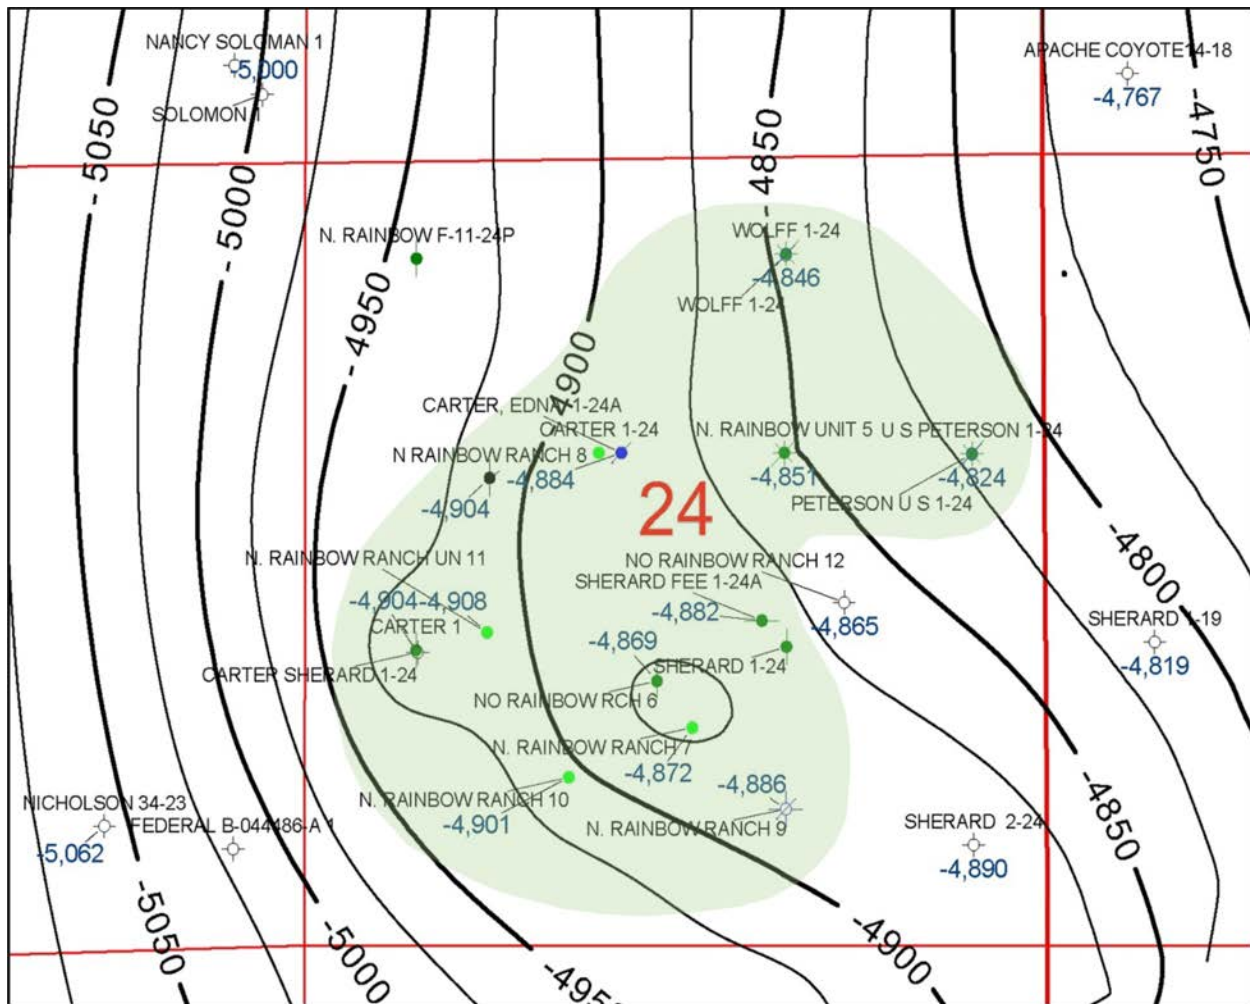 NANCY SOLOMAN 1
-5,000
SOLOMON 1
APACHE COYOTE14-18
-4,767
-5050
-5000
-4850
-4750
N. RAINBOW F-11-24P
WOLFF 1-24
-4,846
WOLFF 1-24
-4950
-4900
CARTER, EDNA 1-24A
CARTER 1-24
N. RAINBOW UNIT 5
U S PETERSON 1-24
N RAINBOW RANCH 8
-4,884
-4,851
-4,824
-4,904
24
PETERSON U S 1-24
-4800
N. RAINBOW RANCH UN 11
NO RAINBOW RANCH 12
SHERARD FEE 1-24A
-4,904
-4,908
-4,882
-4,865
CARTER 1
-4,869
SHERARD 1-19
-4,819
CARTER SHERARD 1-24
SHERARD 1-24
NO RAINBOW RCH 6
N. RAINBOW RANCH 7
-4,872
-4,886
NICHOLSON 34-23
N. RAINBOW RANCH 10
FEDERAL B-044486-A 1
-4,901
N. RAINBOW RANCH 9
SHERARD 2-24
-5,062
-4,890
-4850
-5050
-5000
-4950
-4900